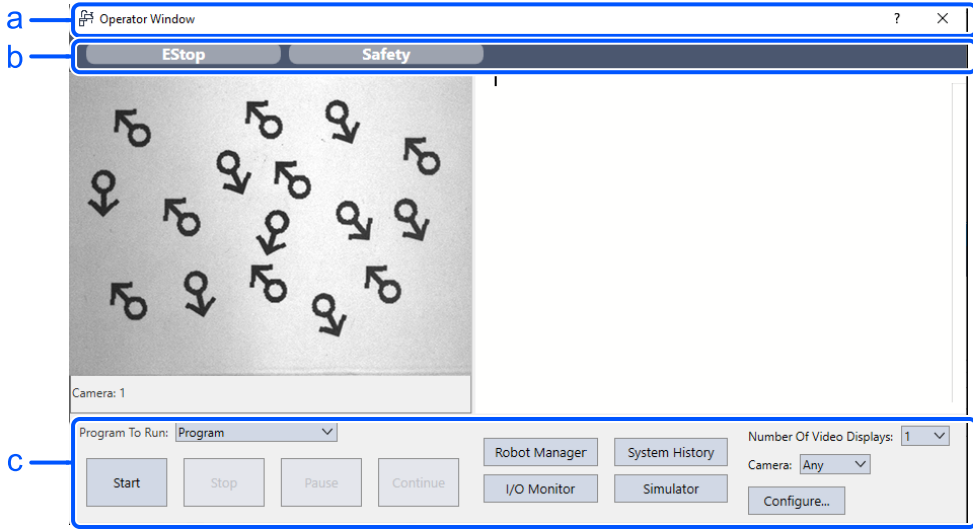 a
Operator Window
?
b
EStop Safety
Camera: 1
c
Program To Run: Program
Start Stop Pause Continue
Robot Manager System History
I/O Monitor Simulator
Number Of Video Displays: 1
Camera: Any
Configure...